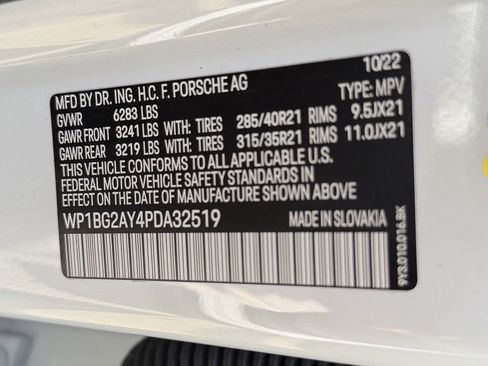 MFD BY DR. ING. H.C. F. PORSCHE AG 10/22
GVWR 6283 LBS TYPE: MPV
GAWR FRONT 3241 LBS WITH: TIRES 285/40R21 RIMS 9.5JX21
GAWR REAR 3219 LBS WITH: TIRES 315/35R21 RIMS 11.0JX21
THIS VEHICLE CONFORMS TO ALL APPLICABLE U.S.
FEDERAL MOTOR VEHICLE SAFETY STANDARDS IN
EFFECT ON THE DATE OF MANUFACTURE SHOWN ABOVE.
WP1BG2AY4PDA32519 MADE IN SLOVAKIA
9Y3.010.016.BK